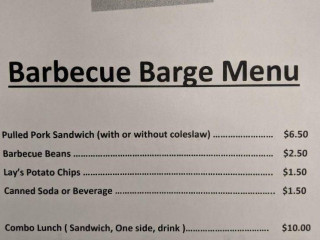 Barbecue Barge Menu
Pulled Pork Sandwich (with or without coleslaw) ........................ $6.50
Barbecue Beans ........................................................................ $2.50
Lay's Potato Chips .................................................................... $1.50
Canned Soda or Beverage ........................................................ $1.50
Combo Lunch ( Sandwich, One side, drink )................................. $10.00